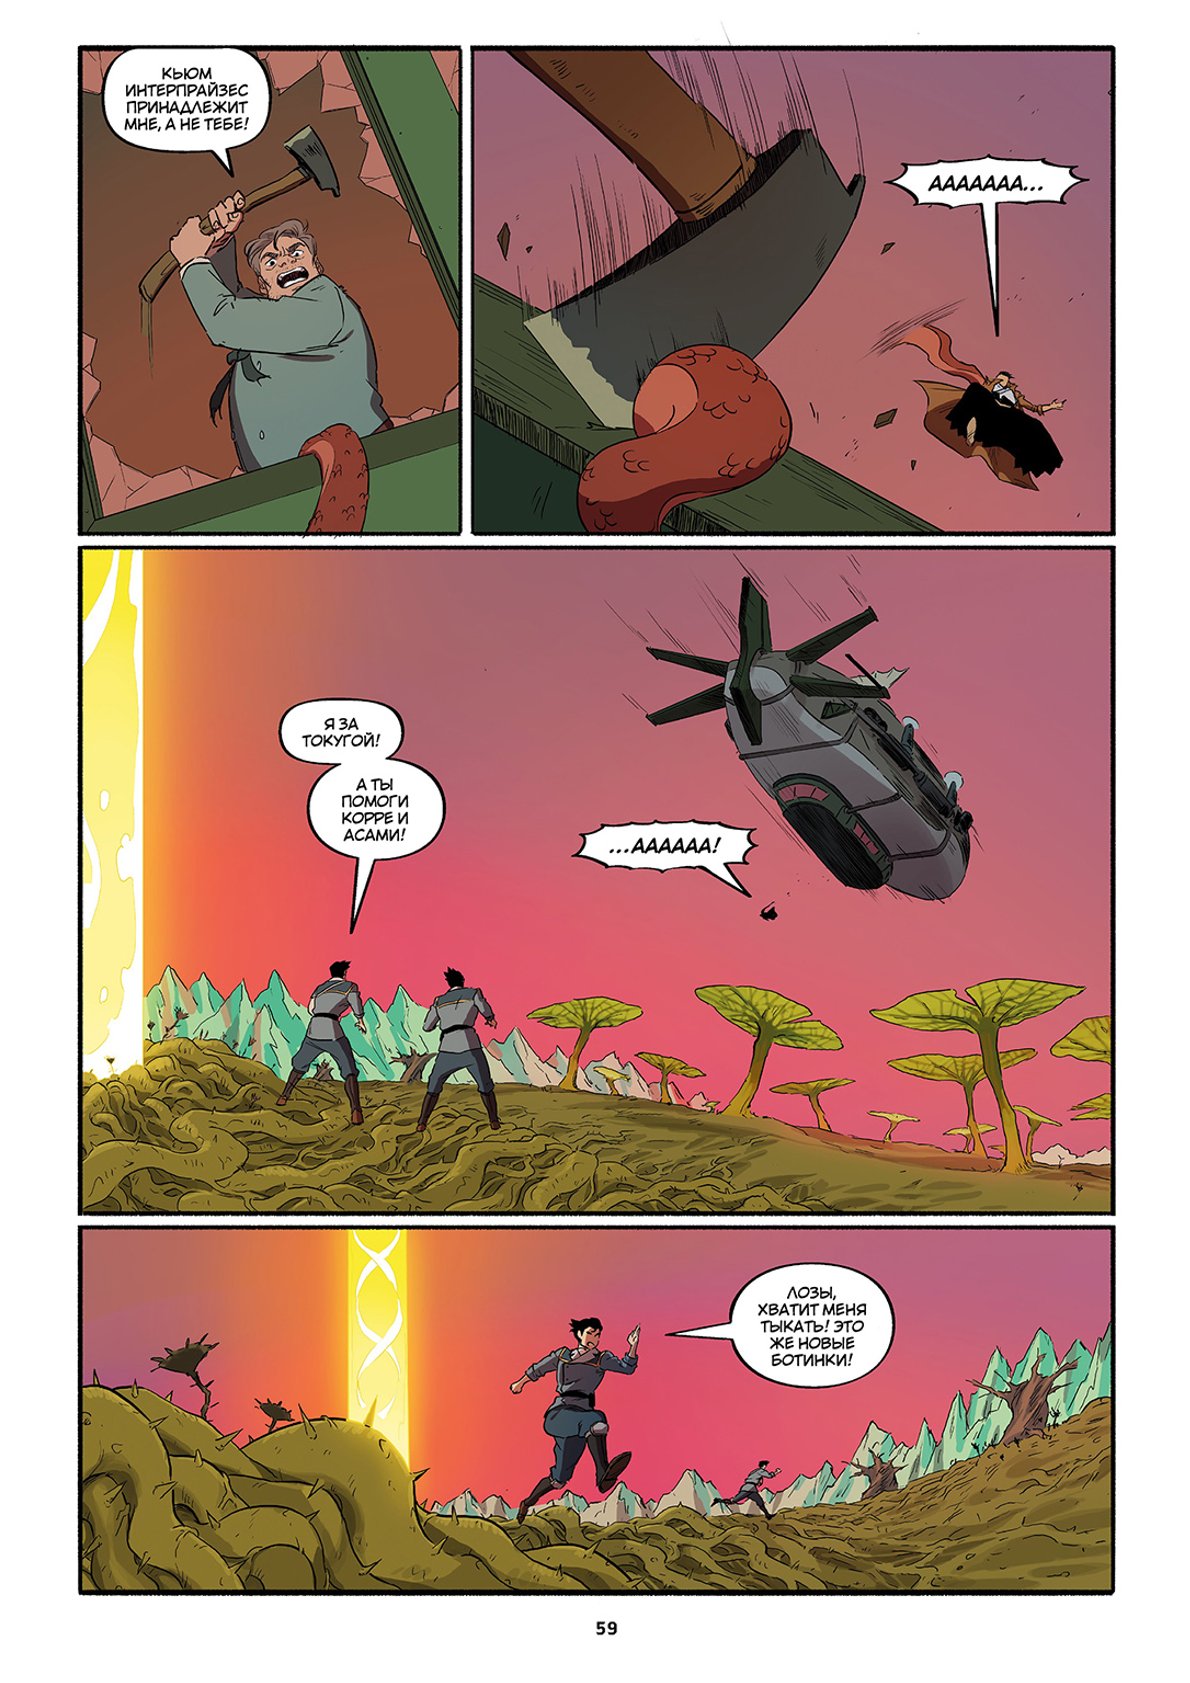 КЬЮМ
ИНТЕРПРАЙЗЕС
ПРИНАДЛЕЖИТ
МНЕ, А НЕ ТЕБЕ!
ААААААА...
Я ЗА
ТОКУГОЙ!
А ТЫ
ПОМОГИ
КОРРЕ И
АСАМИ!
...АААААА!
ЛОЗЫ,
ХВАТИТ МЕНЯ
ТЫКАТЬ! ЭТО
ЖЕ НОВЫЕ
БОТИНКИ!
59